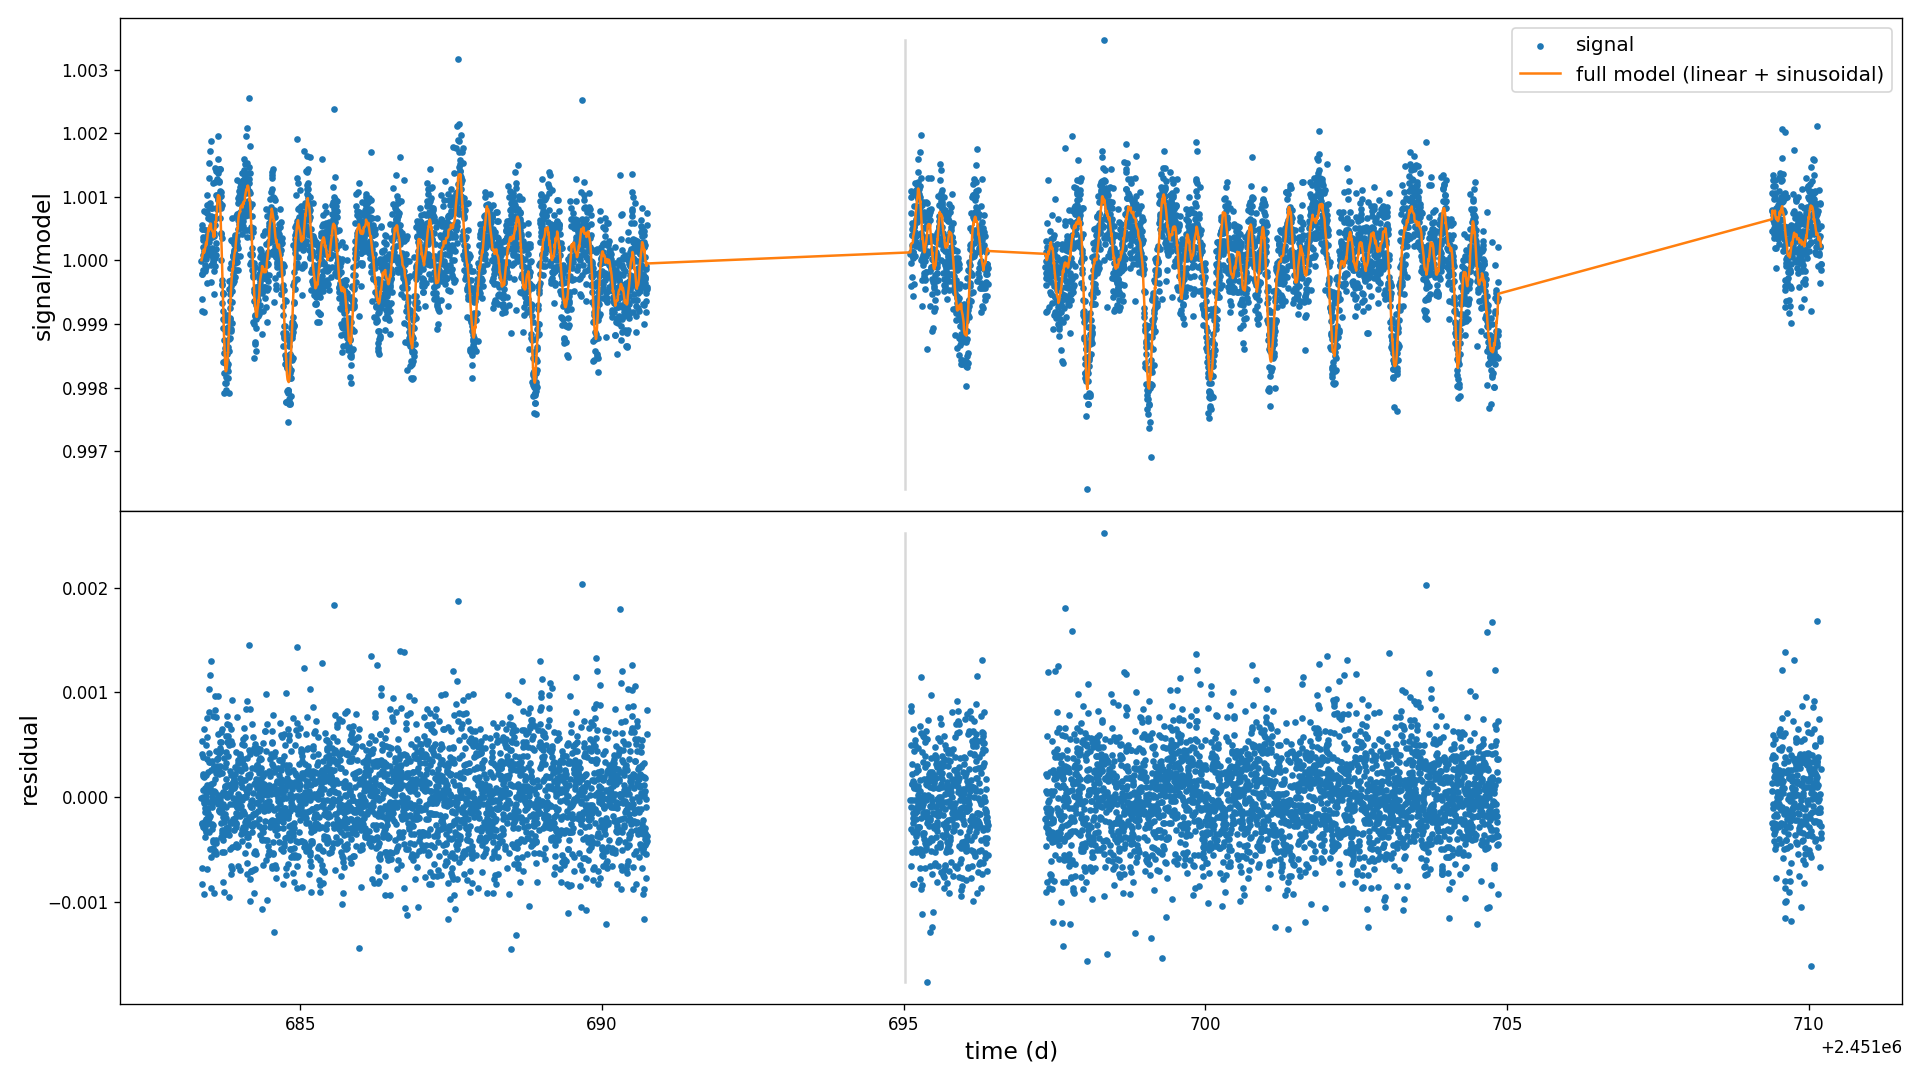 signal
full model (linear + sinusoidal)
1.003
1.002
1.001
1.000
0.999
0.998
0.997
signal/model
0.002
0.001
0.000
−0.001
residual
685
690
695
700
705
710
+2.451e6
time (d)